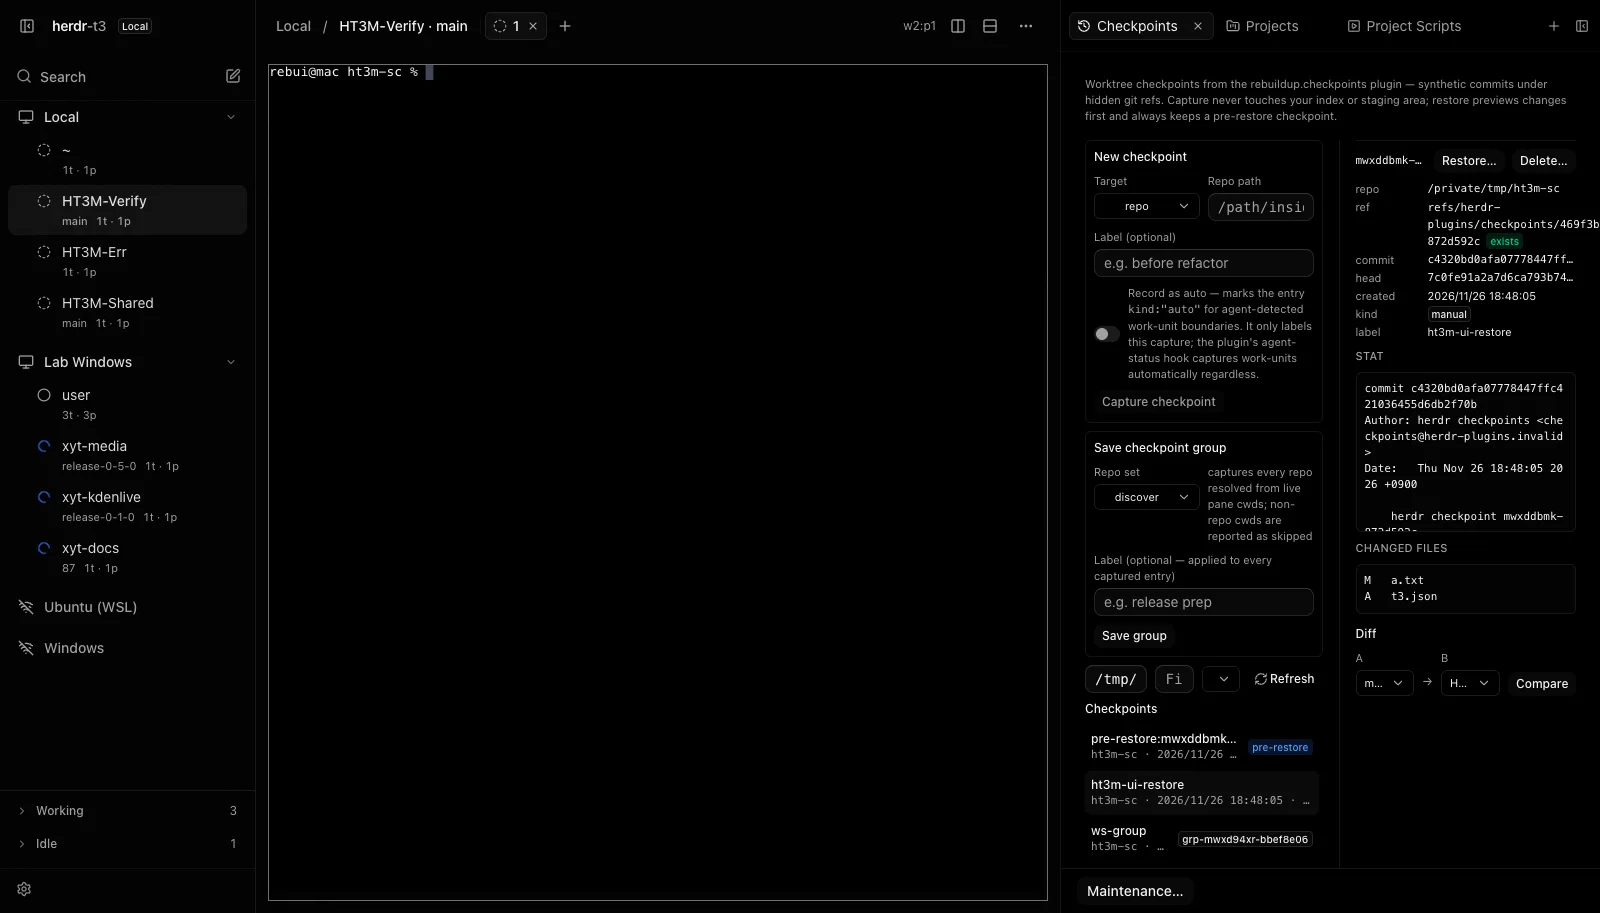 herdr-t3 Local
Search
Local
~
1t · 1p
HT3M-Verify
main 1t · 1p
HT3M-Err
1t · 1p
HT3M-Shared
main 1t · 1p
Lab Windows
user
3t · 3p
xyt-media
release-0-5-0 1t · 1p
xyt-kdenlive
release-0-1-0 1t · 1p
xyt-docs
87 1t · 1p
Ubuntu (WSL)
Windows
Working 3
Idle 1
Local / HT3M-Verify · main
1
w2:p1
rebui@mac ht3m-sc %
Checkpoints
Projects
Project Scripts
Worktree checkpoints from the rebuildup.checkpoints plugin — synthetic commits under
hidden git refs. Capture never touches your index or staging area; restore previews changes
first and always keeps a pre-restore checkpoint.
New checkpoint
Target Repo path
repo /path/insi
Label (optional)
e.g. before refactor
Record as auto — marks the entry
kind:"auto" for agent-detected
work-unit boundaries. It only labels
this capture; the plugin's agent-
status hook captures work-units
automatically regardless.
Capture checkpoint
Save checkpoint group
Repo set
discover
captures every repo
resolved from live
pane cwds; non-
repo cwds are
reported as skipped
Label (optional — applied to every
captured entry)
e.g. release prep
Save group
/tmp/ Fi Refresh
Checkpoints
pre-restore:mwxddbmk... pre-restore
ht3m-sc · 2026/11/26 …
ht3m-ui-restore
ht3m-sc · 2026/11/26 18:48:05 · …
ws-group grp-mwxd94xr-bbef8e06
ht3m-sc · …
Maintenance...
mwxddbmk-… Restore... Delete...
repo /private/tmp/ht3m-sc
ref refs/herdr-
plugins/checkpoints/469f3b
872d592c exists
commit c4320bd0afa07778447ff…
head 7c0fe91a2a7d6ca793b74…
created 2026/11/26 18:48:05
kind manual
label ht3m-ui-restore
STAT
commit c4320bd0afa07778447ffc4
21036455d6db2f70b
Author: herdr checkpoints <che
ckpoints@herdr-plugins.invalid
>
Date: Thu Nov 26 18:48:05 20
26 +0900
herdr checkpoint mwxddbmk-
872d592c
CHANGED FILES
M a.txt
A t3.json
Diff
A B
m... → H... Compare